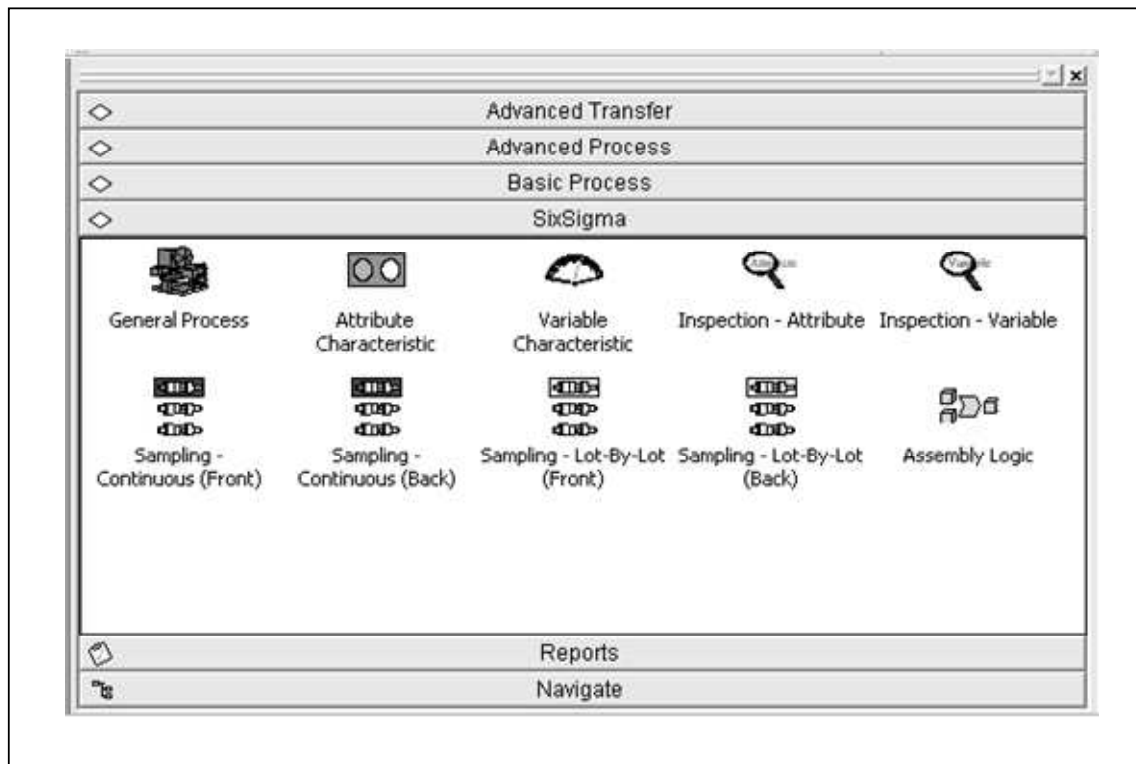 Advanced Transfer
Advanced Process
Basic Process
SixSigma
General Process
Attribute
Characteristic
Variable
Characteristic
Inspection - Attribute
Inspection - Variable
Sampling -
Continuous (Front)
Sampling -
Continuous (Back)
Sampling - Lot-By-Lot
(Front)
Sampling - Lot-By-Lot
(Back)
Assembly Logic
Reports
Navigate